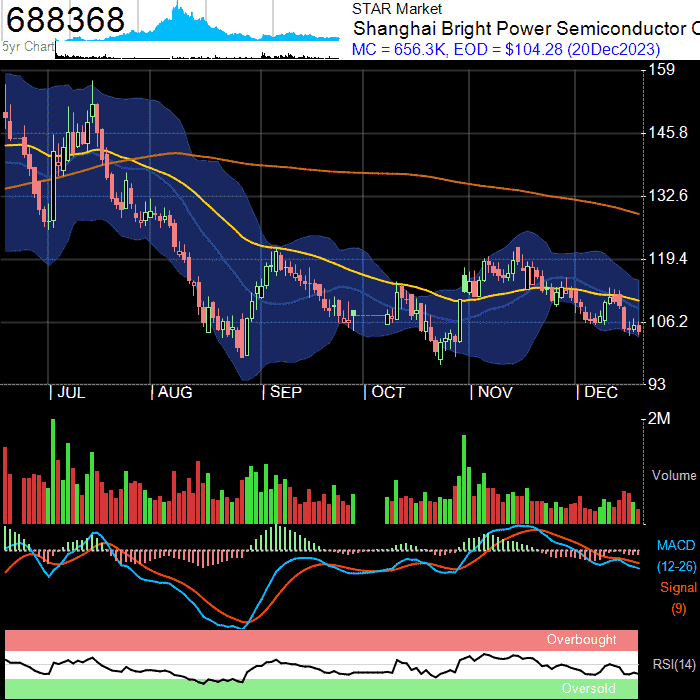 688368
STAR Market
Shanghai Bright Power Semiconductor C
5yr Chart
MC = 656.3K, EOD = $104.28 (20Dec2023)
159
145.8
132.6
119.4
106.2
93
JUL AUG SEP OCT NOV DEC
2M
Volume
MACD
(12-26)
Signal
(9)
Overbought
RSI(14)
Oversold